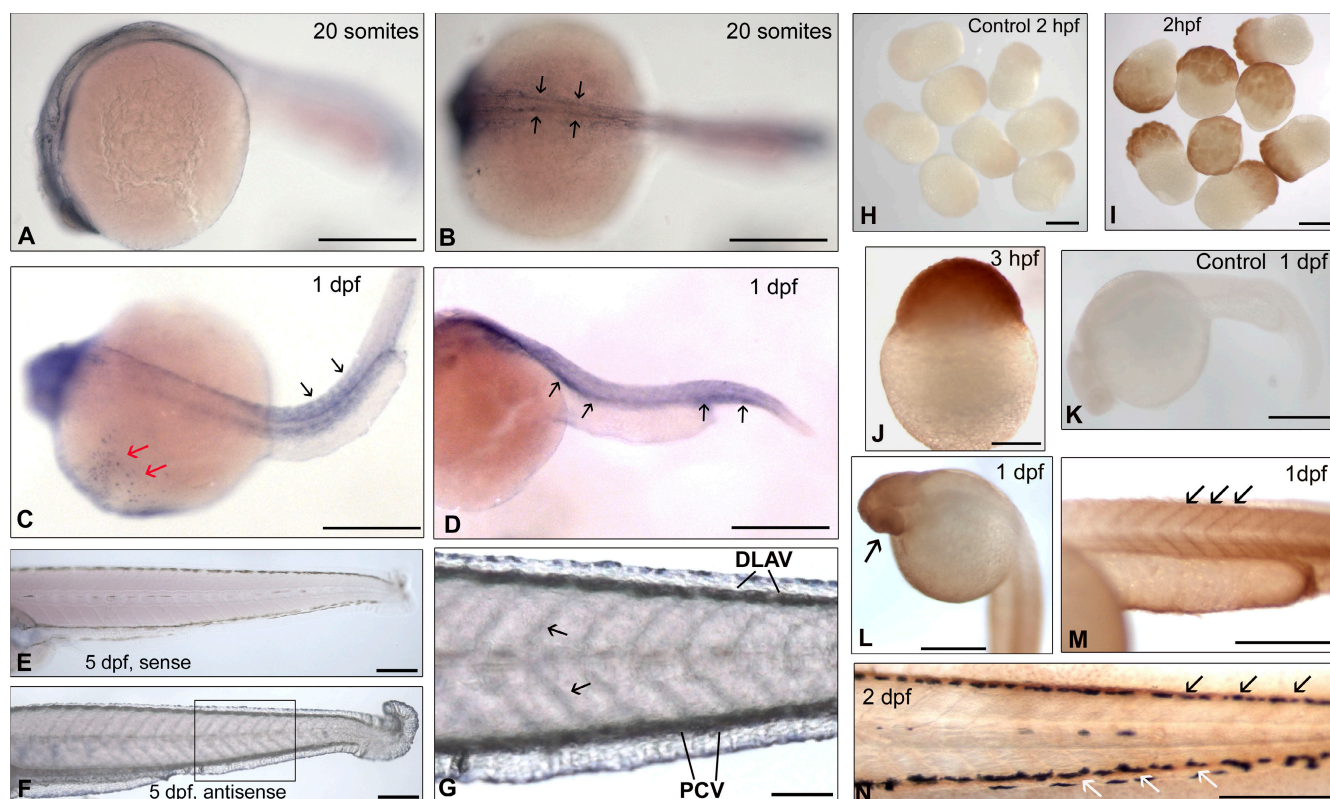 20 somites
A
20 somites
B
Control 2 hpf
H
2hpf
I
1 dpf
C
1 dpf
D
3 hpf
J
Control 1 dpf
K
1 dpf
L
1dpf
M
5 dpf, sense
E
5 dpf, antisense
F
DLAV
PCV
G
2 dpf
N